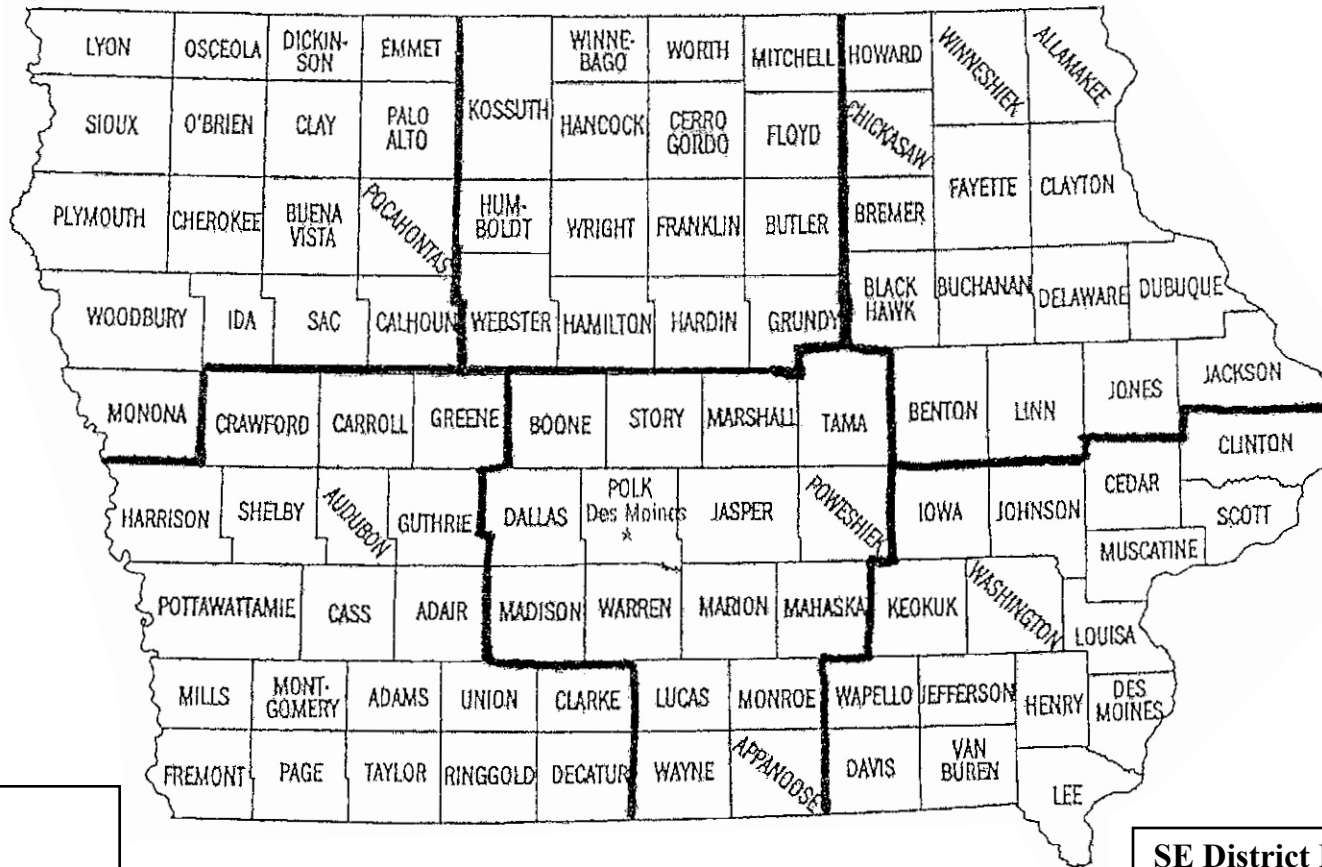 LYON
OSCEOLA
DICKIN-
SON
EMMET
KOSSUTH
WINNE-
BAGO
WORTH
MITCHELL
HOWARD
WINNESHIEK
ALLAMAKEE
SIOUX
O'BRIEN
CLAY
PALO
ALTO
HANCOCK
CERRO
GORDO
FLOYD
CHICKASAW
FAYETTE
CLAYTON
PLYMOUTH
CHEROKEE
BUENA
VISTA
POCAHONTAS
HUM-
BOLDT
WRIGHT
FRANKLIN
BUTLER
BREMER
WOODBURY
IDA
SAC
CALHOUN
WEBSTER
HAMILTON
HARDIN
GRUNDY
BLACK
HAWK
BUCHANAN
DELAWARE
DUBUQUE
MONONA
CRAWFORD
CARROLL
GREENE
BOONE
STORY
MARSHALL
TAMA
BENTON
LINN
JONES
JACKSON
HARRISON
SHELBY
AUDUBON
GUTHRIE
DALLAS
POLK
Des Moines
*
JASPER
POWESHIEK
IOWA
JOHNSON
CEDAR
CLINTON
SCOTT
MUSCATINE
POTTAWATTAMIE
CASS
ADAIR
MADISON
WARREN
MARION
MAHASKA
KEOKUK
WASHINGTON
LOUISA
MILLS
MONT-
GOMERY
ADAMS
UNION
CLARKE
LUCAS
MONROE
WAPELLO
JEFFERSON
HENRY
DES
MOINES
FREMONT
PAGE
TAYLOR
RINGGOLD
DECATUR
WAYNE
APPANOOSE
DAVIS
VAN
BUREN
LEE
SE District